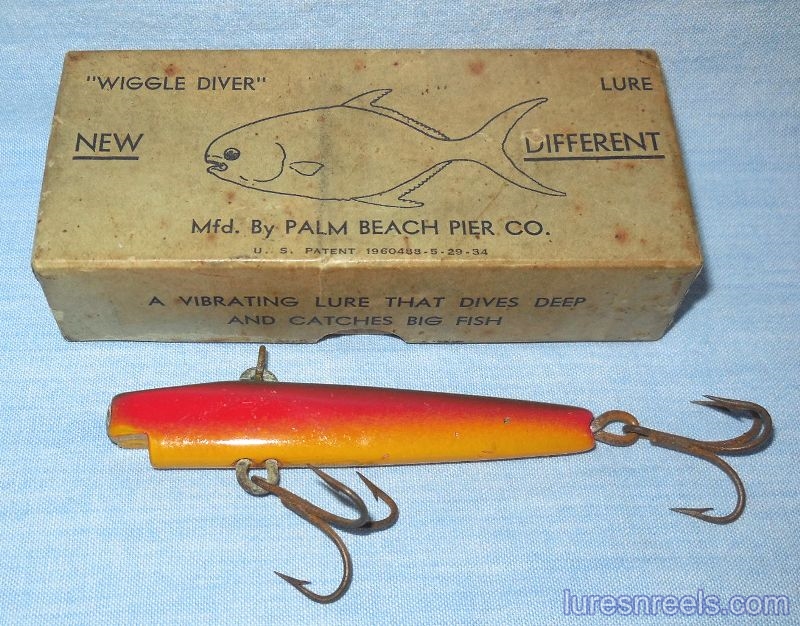 "WIGGLE DIVER" LURE
NEW DIFFERENT
Mfd. By PALM BEACH PIER CO.
U. S. PATENT 1960488-5-29-34
A VIBRATING LURE THAT DIVES DEEP
AND CATCHES BIG FISH
luresnreels.com